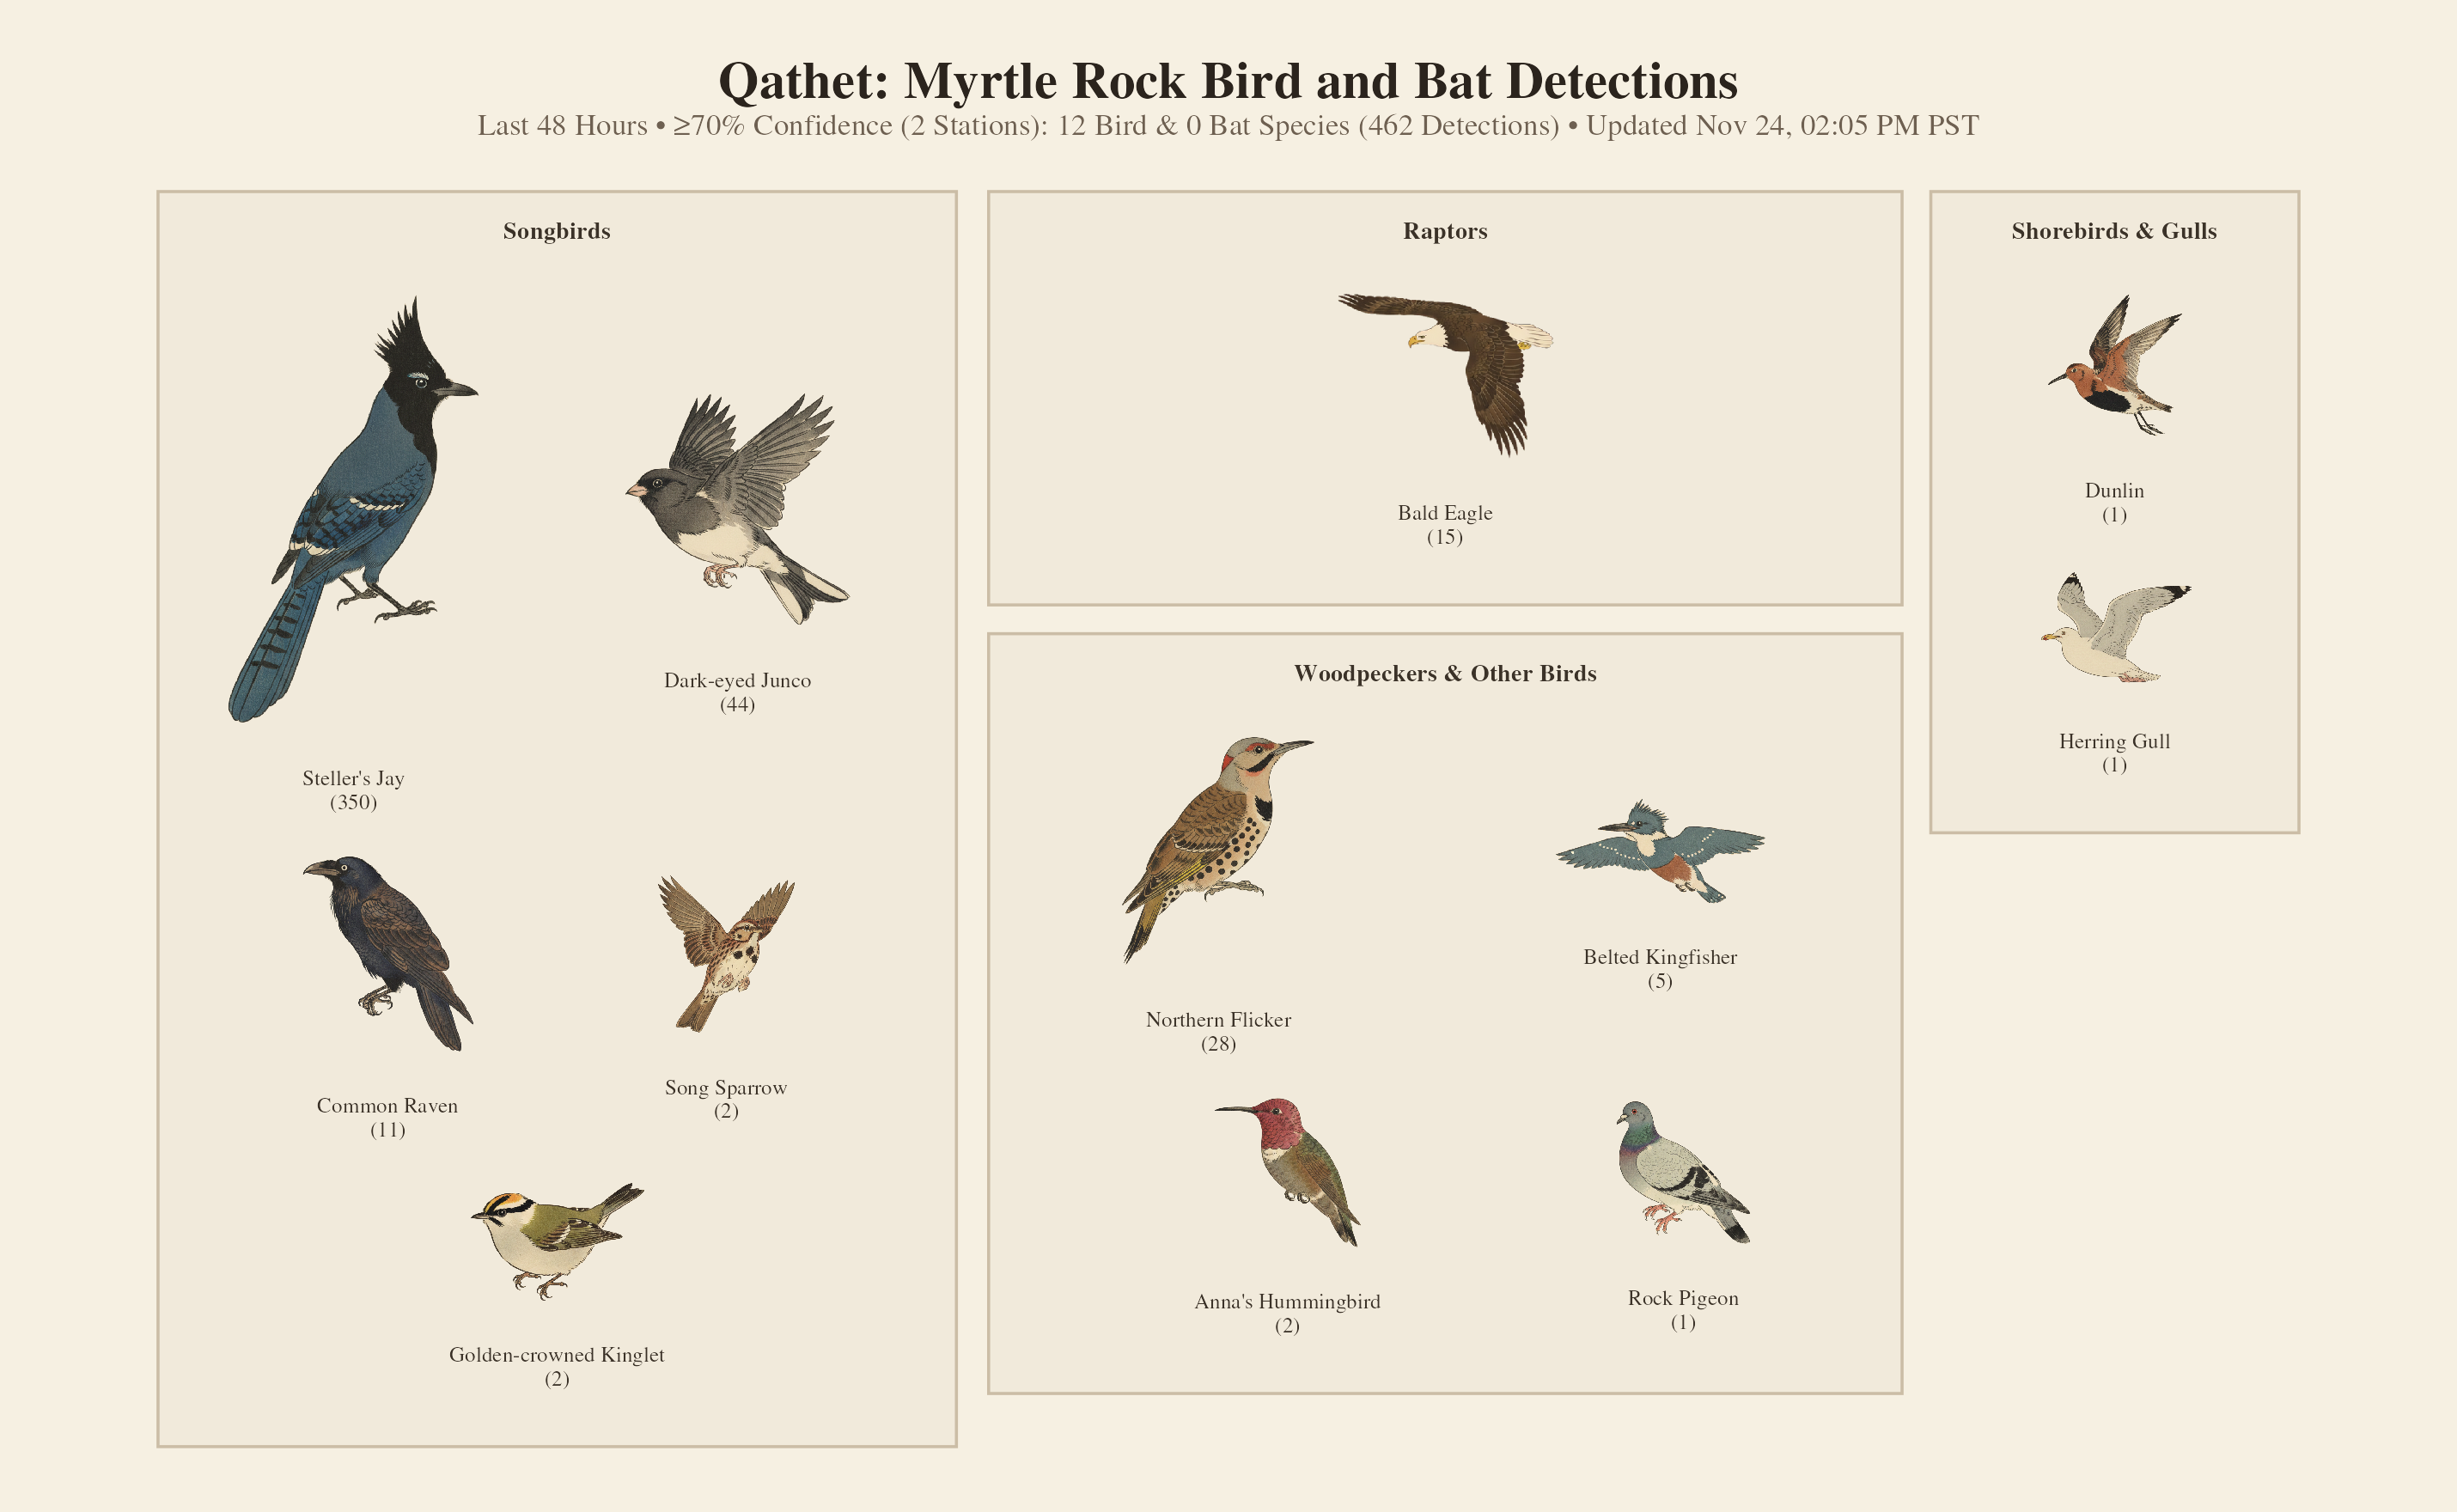 Qathet: Myrtle Rock Bird and Bat Detections
Last 48 Hours • ≥70% Confidence (2 Stations): 12 Bird & 0 Bat Species (462 Detections) • Updated Nov 24, 02:05 PM PST
Songbirds
Steller's Jay
(350)
Dark-eyed Junco
(44)
Common Raven
(11)
Song Sparrow
(2)
Golden-crowned Kinglet
(2)
Raptors
Bald Eagle
(15)
Woodpeckers & Other Birds
Northern Flicker
(28)
Belted Kingfisher
(5)
Anna's Hummingbird
(2)
Rock Pigeon
(1)
Shorebirds & Gulls
Dunlin
(1)
Herring Gull
(1)